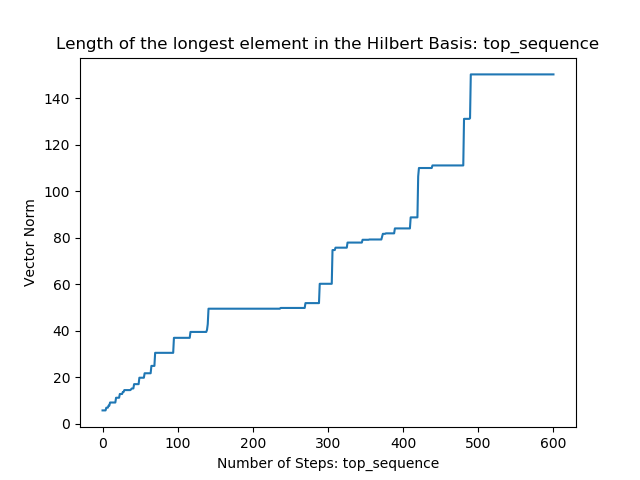 Length of the longest element in the Hilbert Basis: top_sequence
140
120
100
80
60
40
20
0
Vector Norm
0 100 200 300 400 500 600
Number of Steps: top_sequence